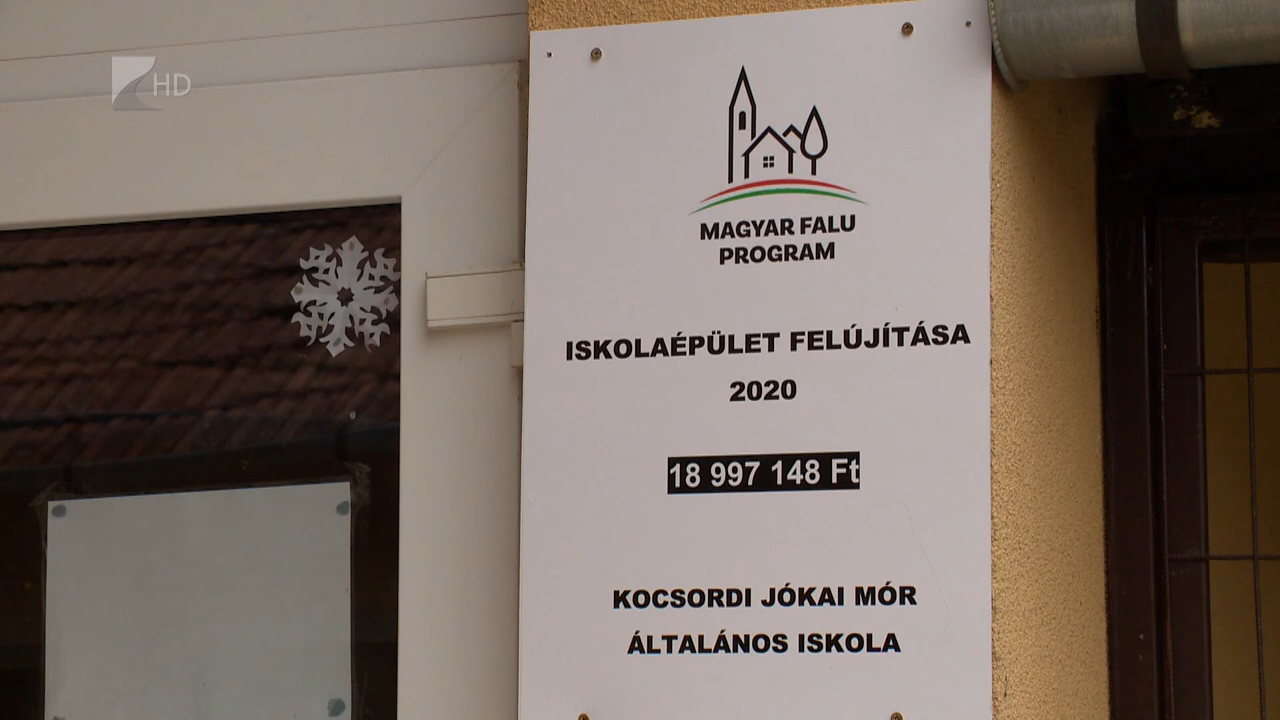 HD
MAGYAR FALU
PROGRAM
ISKOLAÉPÜLET FELÚJÍTÁSA
2020
18 997 148 Ft
KOCSORDI JÓKAI MÓR
ÁLTALÁNOS ISKOLA